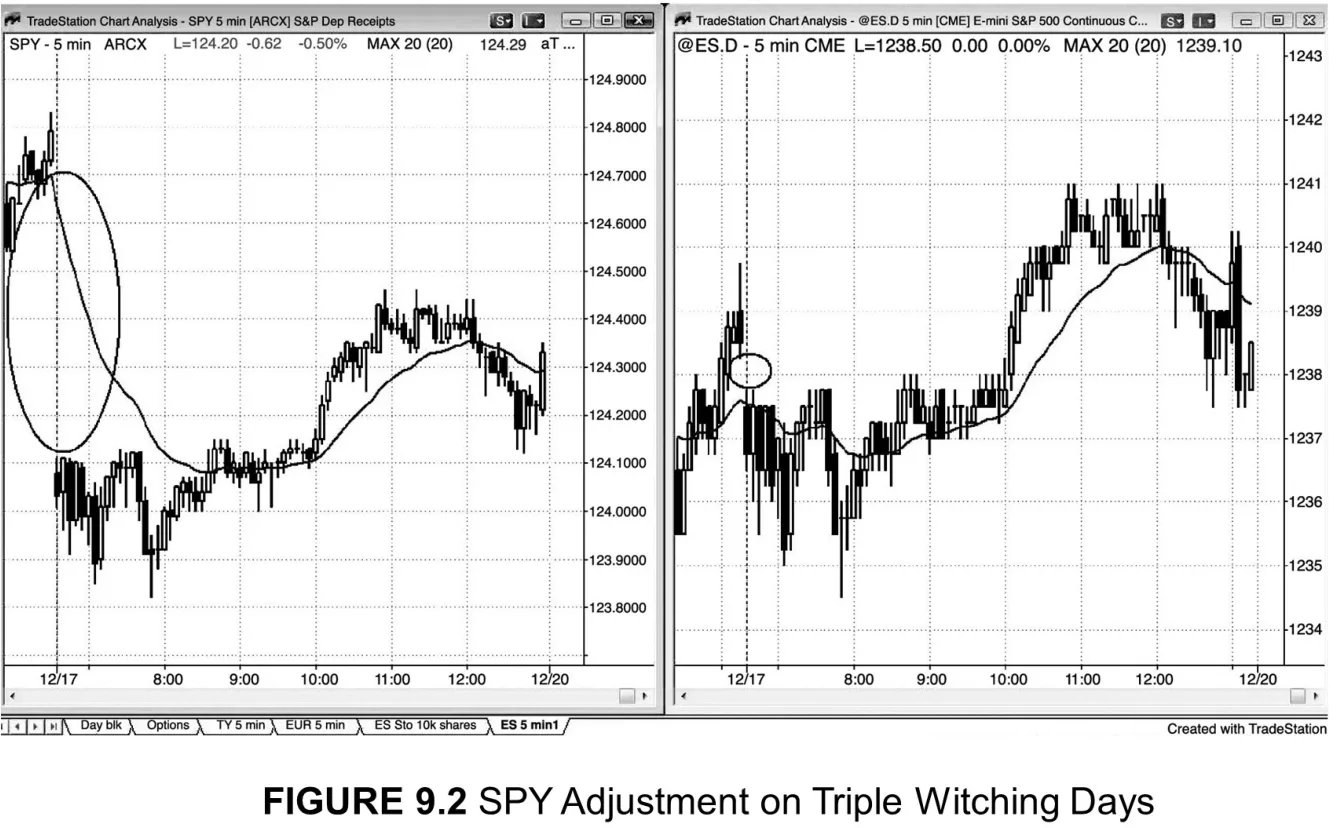 TradeStation Chart Analysis - SPY 5 min [ARCX] S&P Dep Receipts
SPY - 5 min ARCX L=124.20 -0.62 -0.50% MAX 20 (20) 124.29 aT ...
124.9000
124.8000
124.7000
124.6000
124.5000
124.4000
124.3000
124.2000
124.1000
124.0000
123.9000
123.8000
12/17 8:00 9:00 10:00 11:00 12:00 12/20
TradeStation Chart Analysis - @ES.D 5 min [CME] E-mini S&P 500 Continuous C...
@ES.D - 5 min CME L=1238.50 0.00 0.00% MAX 20 (20) 1239.10
1243
1242
1241
1240
1239
1238
1237
1236
1235
1234
12/17 8:00 9:00 10:00 11:00 12:00 12/20
Day blk Options TY 5 min EUR 5 min ES Sto 10k shares ES 5 min1
Created with TradeStation
FIGURE 9.2 SPY Adjustment on Triple Witching Days